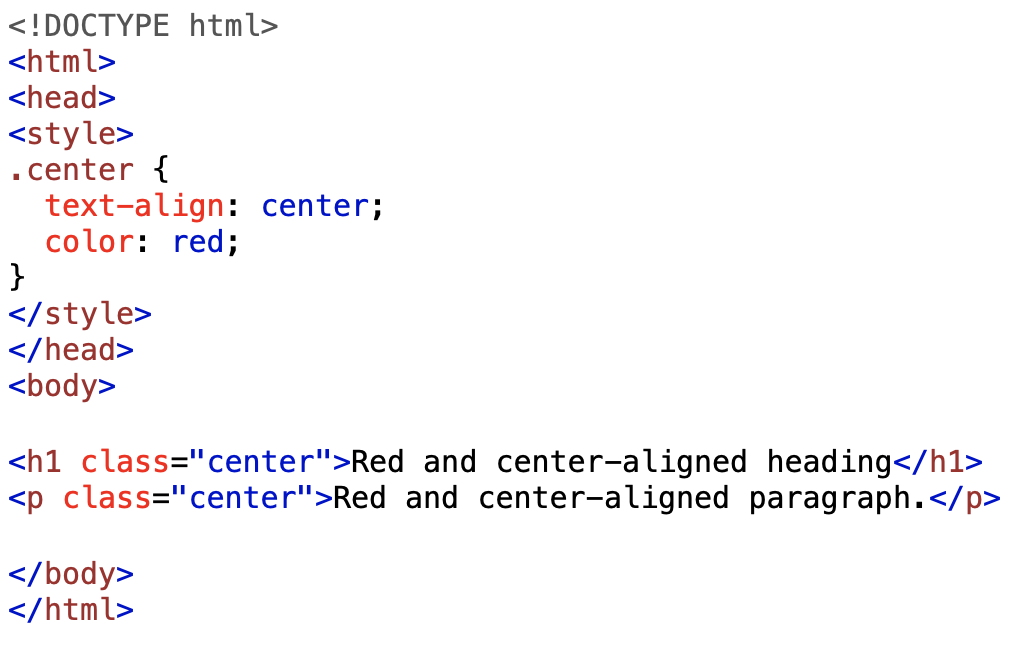 <!DOCTYPE html>
<html>
<head>
<style>
.center {
  text-align: center;
  color: red;
}
</style>
</head>
<body>

<h1 class="center">Red and center-aligned heading</h1>
<p class="center">Red and center-aligned paragraph.</p>

</body>
</html>